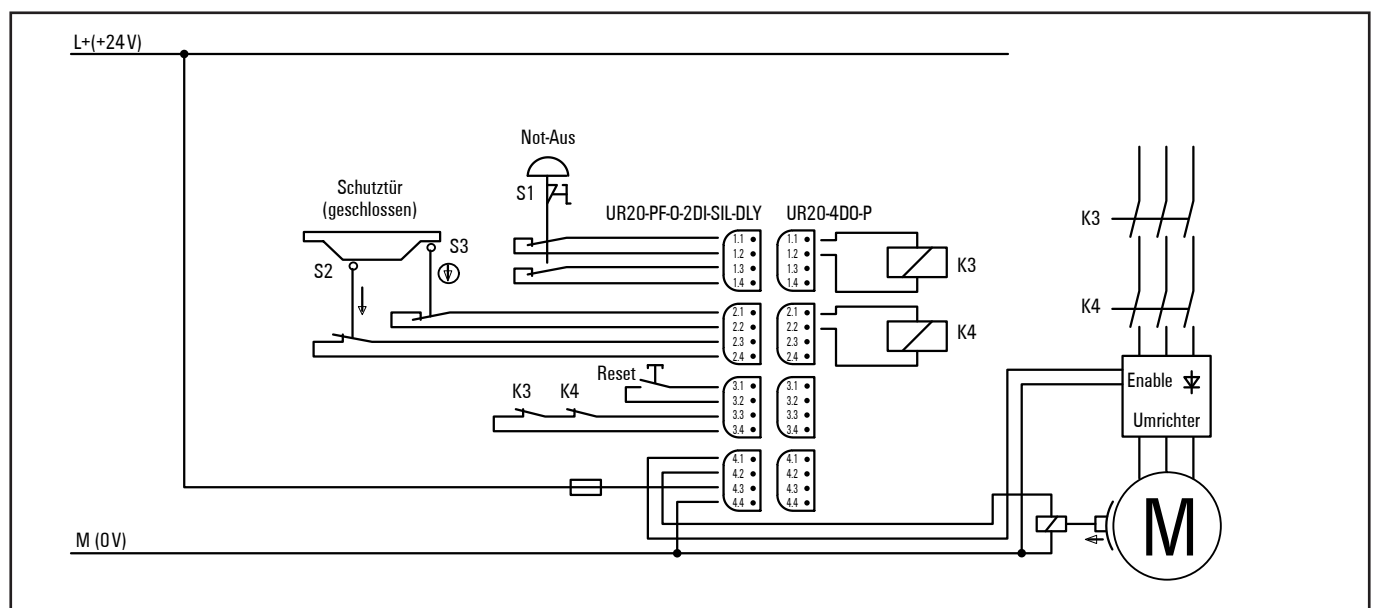 L+(+24 V)
Not-Aus
S1
Schutztür
(geschlossen)
S3
S2
UR20-PF-O-2DI-SIL-DLY
UR20-4DO-P
1.1
1.2
1.3
1.4
1.1
1.2
1.3
1.4
K3
2.1
2.2
2.3
2.4
2.1
2.2
2.3
2.4
K4
Reset
K3
K4
3.1
3.2
3.3
3.4
3.1
3.2
3.3
3.4
4.1
4.2
4.3
4.4
4.1
4.2
4.3
4.4
K3
K4
Enable
Umrichter
M
M (0 V)